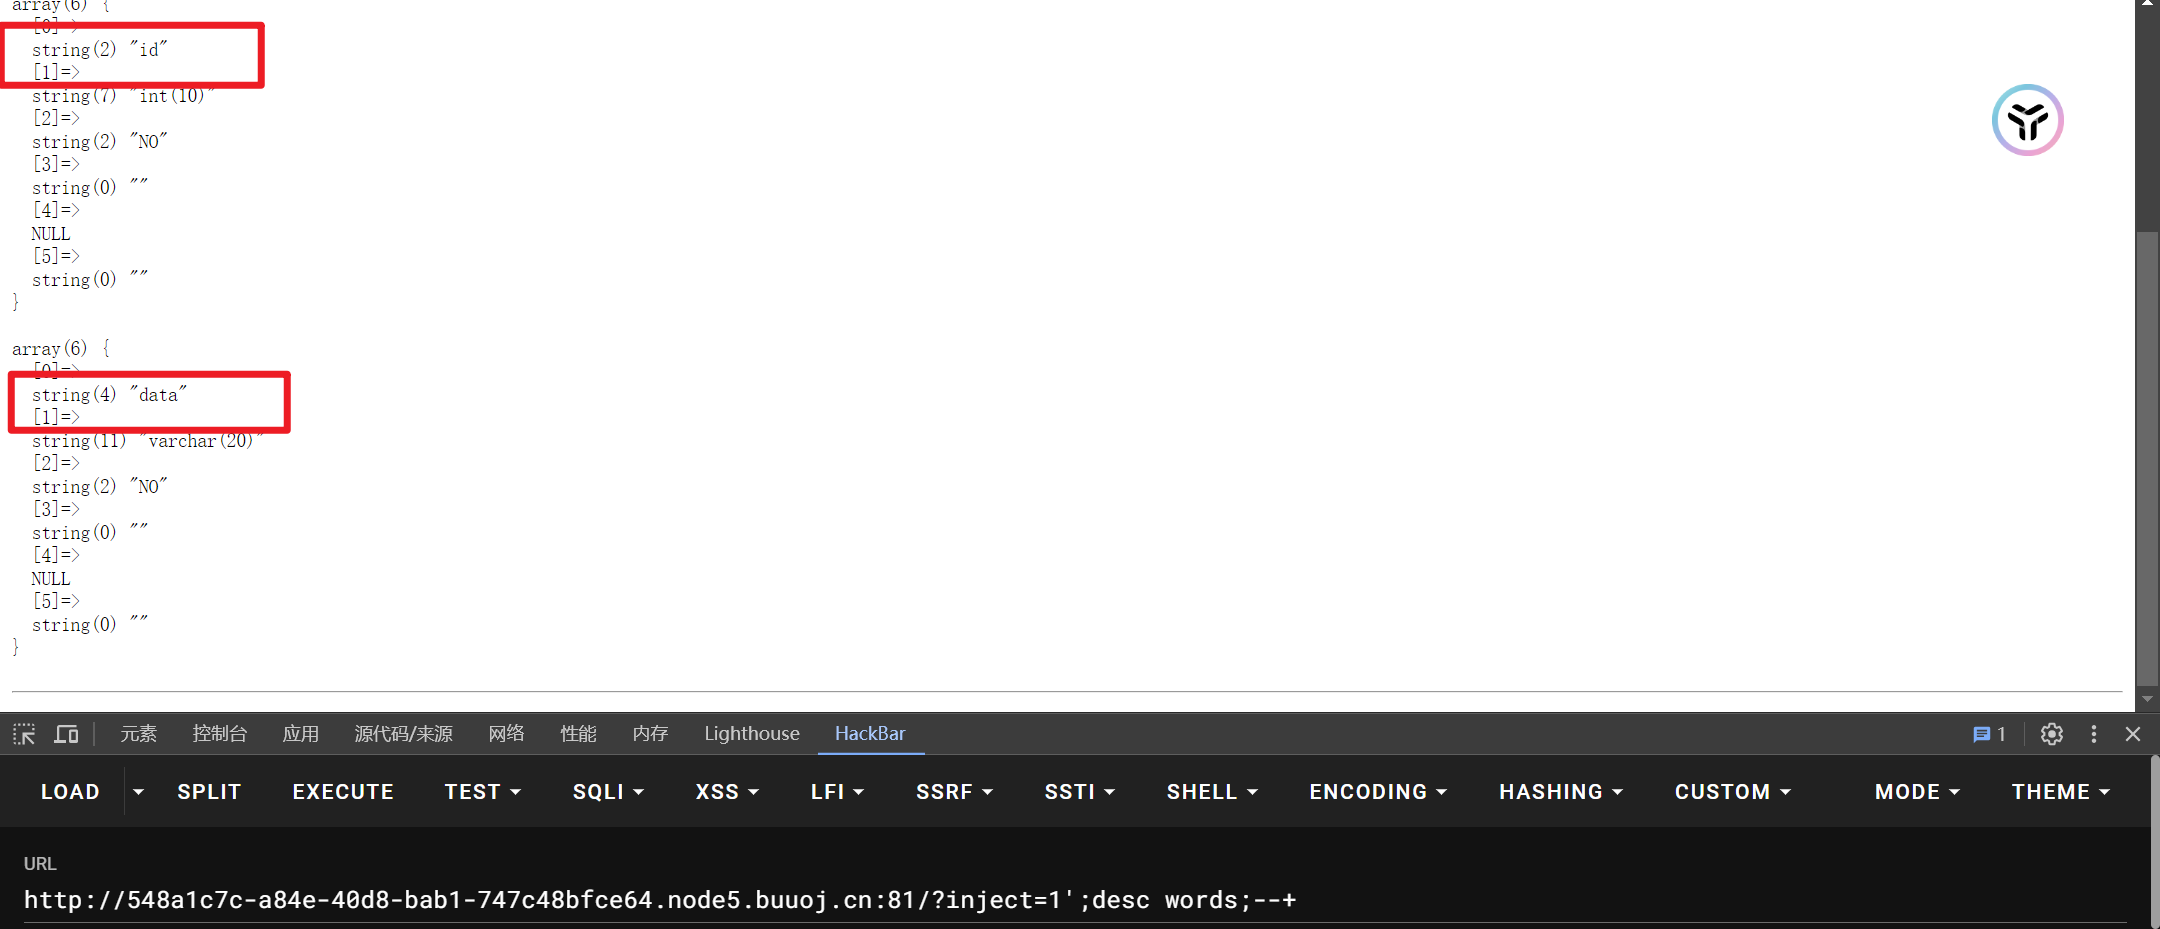 array(6) {
[0]=>
string(2) "id"
[1]=>
string(7) "int(10)"
[2]=>
string(2) "NO"
[3]=>
string(0) ""
[4]=>
NULL
[5]=>
string(0) ""
}
array(6) {
[0]=>
string(4) "data"
[1]=>
string(11) "varchar(20)"
[2]=>
string(2) "NO"
[3]=>
string(0) ""
[4]=>
NULL
[5]=>
string(0) ""
}
元素 控制台 应用 源代码/来源 网络 性能 内存 Lighthouse HackBar 1
LOAD SPLIT EXECUTE TEST SQLI XSS LFI SSRF SSTI SHELL ENCODING HASHING CUSTOM MODE THEME
URL
http://548a1c7c-a84e-40d8-bab1-747c48bfce64.node5.buuoj.cn:81/?inject=1';desc words;--+